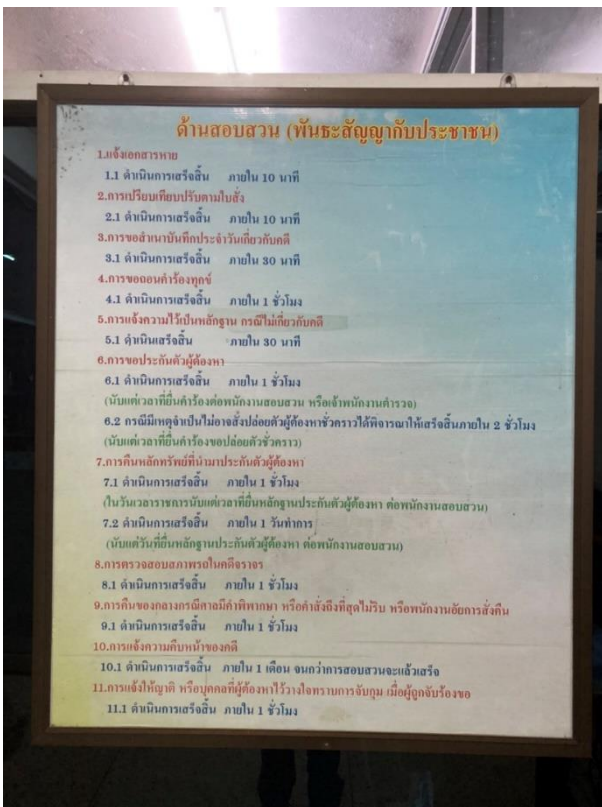 ด้านสอบสวน (พันธะสัญญากับประชาชน)
1.แจ้งเอกสารหาย
1.1 ดำเนินการเสร็จสิ้น ภายใน 10 นาที
2.การเปรียบเทียบปรับตามใบสั่ง
2.1 ดำเนินการเสร็จสิ้น ภายใน 10 นาที
3.การขอสำเนาบันทึกประจำวันเกี่ยวกับคดี
3.1 ดำเนินการเสร็จสิ้น ภายใน 30 นาที
4.การขอถอนคำร้องทุกข์
4.1 ดำเนินการเสร็จสิ้น ภายใน 1 ชั่วโมง
5.การแจ้งความไว้เป็นหลักฐาน กรณีไม่เกี่ยวกับคดี
5.1 ดำเนินเสร็จสิ้น ภายใน 30 นาที
6.การขอประกันตัวผู้ต้องหา
6.1 ดำเนินการเสร็จสิ้น ภายใน 1 ชั่วโมง
(นับแต่เวลาที่ยื่นคำร้องต่อพนักงานสอบสวน หรือเจ้าพนักงานตำรวจ)
6.2 กรณีมีเหตุจำเป็นไม่อาจสั่งปล่อยตัวผู้ต้องหาชั่วคราวได้พิจารณาให้เสร็จสิ้นภายใน 2 ชั่วโมง
(นับแต่เวลาที่ยื่นคำร้องขอปล่อยตัวชั่วคราว)
7.การคืนหลักทรัพย์ที่นำมาประกันตัวผู้ต้องหา
7.1 ดำเนินการเสร็จสิ้น ภายใน 1 ชั่วโมง
(ในวันเวลาราชการนับแต่เวลาที่ยื่นหลักฐานประกันตัวผู้ต้องหา ต่อพนักงานสอบสวน)
7.2 ดำเนินการเสร็จสิ้น ภายใน 1 วันทำการ
(นับแต่วันที่ยื่นหลักฐานประกันตัวผู้ต้องหา ต่อพนักงานสอบสวน)
8.การตรวจสอบสภาพรถในคดีจราจร
8.1 ดำเนินการเสร็จสิ้น ภายใน 1 ชั่วโมง
9.การคืนของกลางกรณีศาลมีคำพิพากษา หรือคำสั่งถึงที่สุดไม่ริบ หรือพนักงานอัยการสั่งคืน
9.1 ดำเนินการเสร็จสิ้น ภายใน 1 ชั่วโมง
10.การแจ้งความคืบหน้าของคดี
10.1 ดำเนินการเสร็จสิ้น ภายใน 1 เดือน จนกว่าการสอบสวนจะแล้วเสร็จ
11.การแจ้งให้ญาติ หรือบุคคลที่ผู้ต้องหาไว้วางใจทราบการจับกุม เมื่อผู้ถูกจับร้องขอ
11.1 ดำเนินการเสร็จสิ้น ภายใน 1 ชั่วโมง